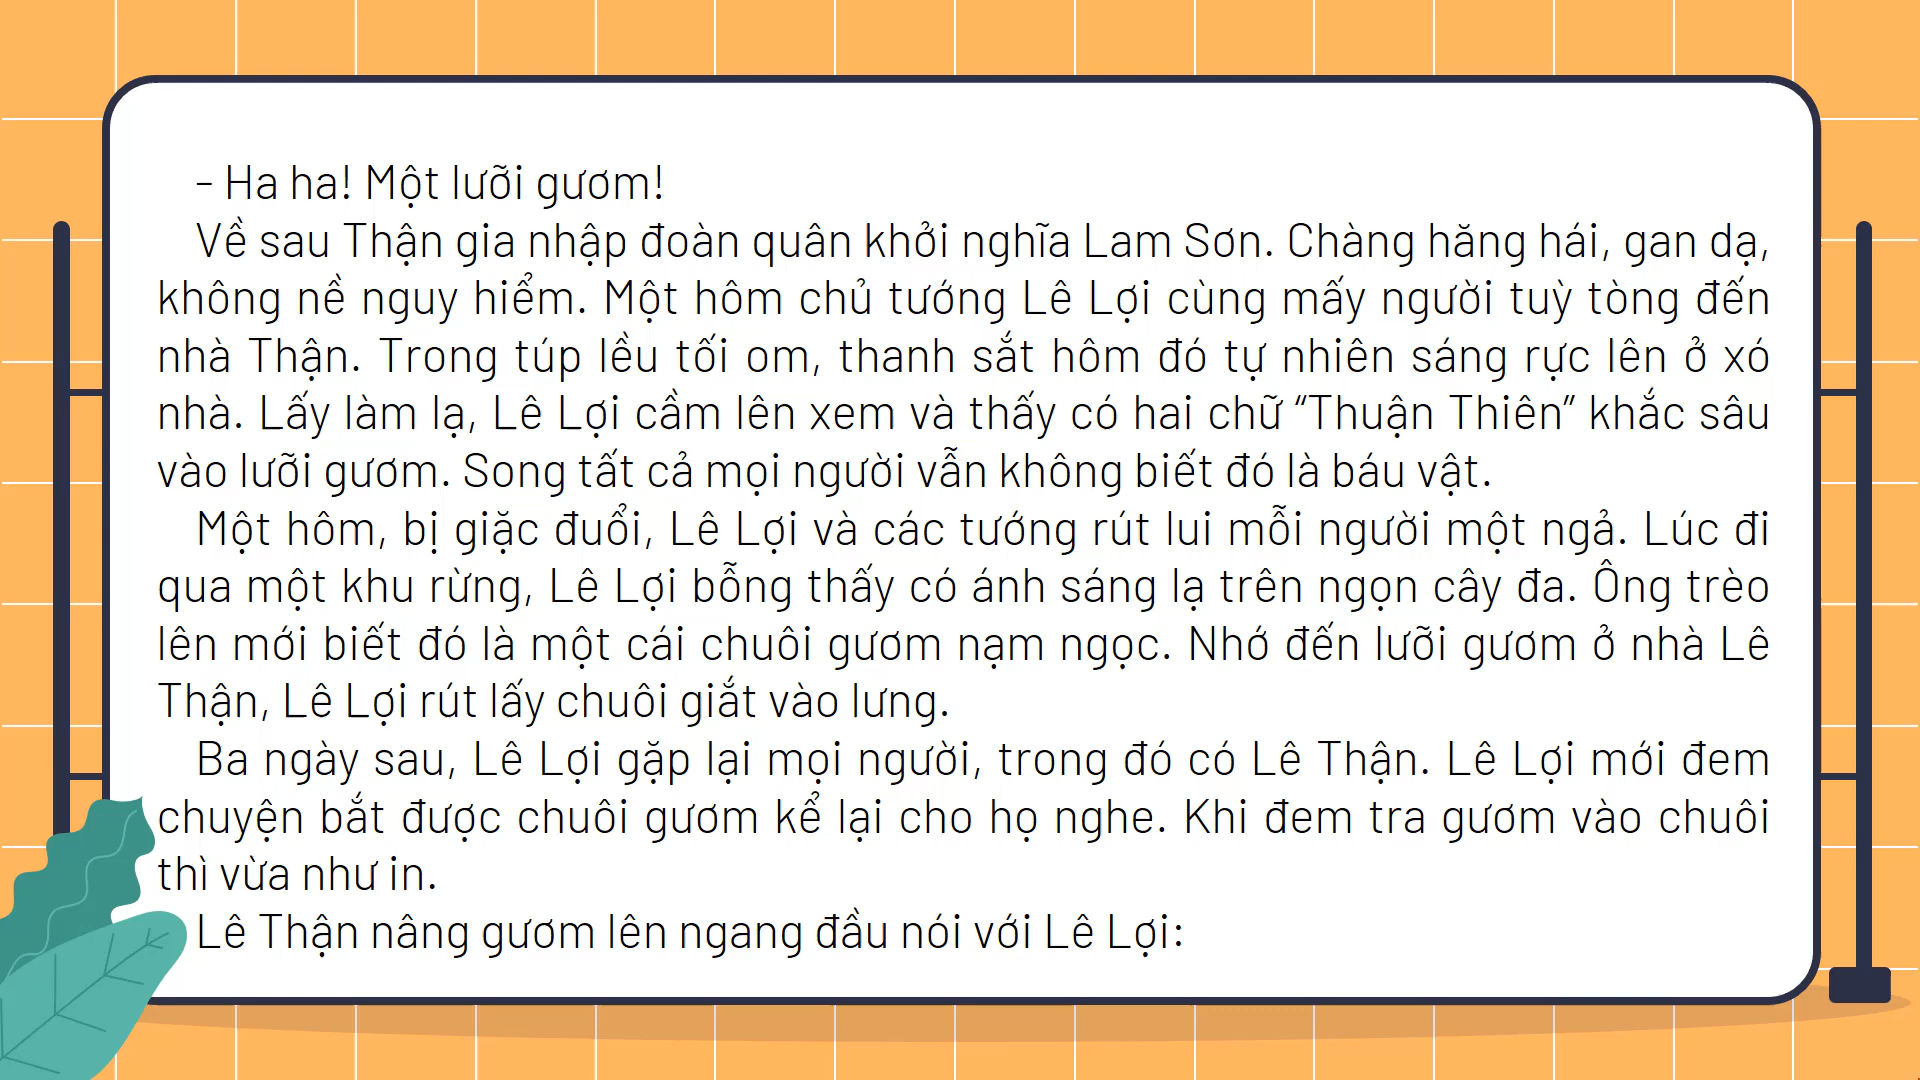 - Ha ha! Một lưỡi gươm!
Về sau Thận gia nhập đoàn quân khởi nghĩa Lam Sơn. Chàng hăng hái, gan dạ,
không nề nguy hiểm. Một hôm chủ tướng Lê Lợi cùng mấy người tuỳ tòng đến
nhà Thận. Trong túp lều tối om, thanh sắt hôm đó tự nhiên sáng rực lên ở xó
nhà. Lấy làm lạ, Lê Lợi cầm lên xem và thấy có hai chữ “Thuận Thiên” khắc sâu
vào lưỡi gươm. Song tất cả mọi người vẫn không biết đó là báu vật.
Một hôm, bị giặc đuổi, Lê Lợi và các tướng rút lui mỗi người một ngả. Lúc đi
qua một khu rừng, Lê Lợi bỗng thấy có ánh sáng lạ trên ngọn cây đa. Ông trèo
lên mới biết đó là một cái chuôi gươm nạm ngọc. Nhớ đến lưỡi gươm ở nhà Lê
Thận, Lê Lợi rút lấy chuôi giắt vào lưng.
Ba ngày sau, Lê Lợi gặp lại mọi người, trong đó có Lê Thận. Lê Lợi mới đem
chuyện bắt được chuôi gươm kể lại cho họ nghe. Khi đem tra gươm vào chuôi
thì vừa như in.
Lê Thận nâng gươm lên ngang đầu nói với Lê Lợi: